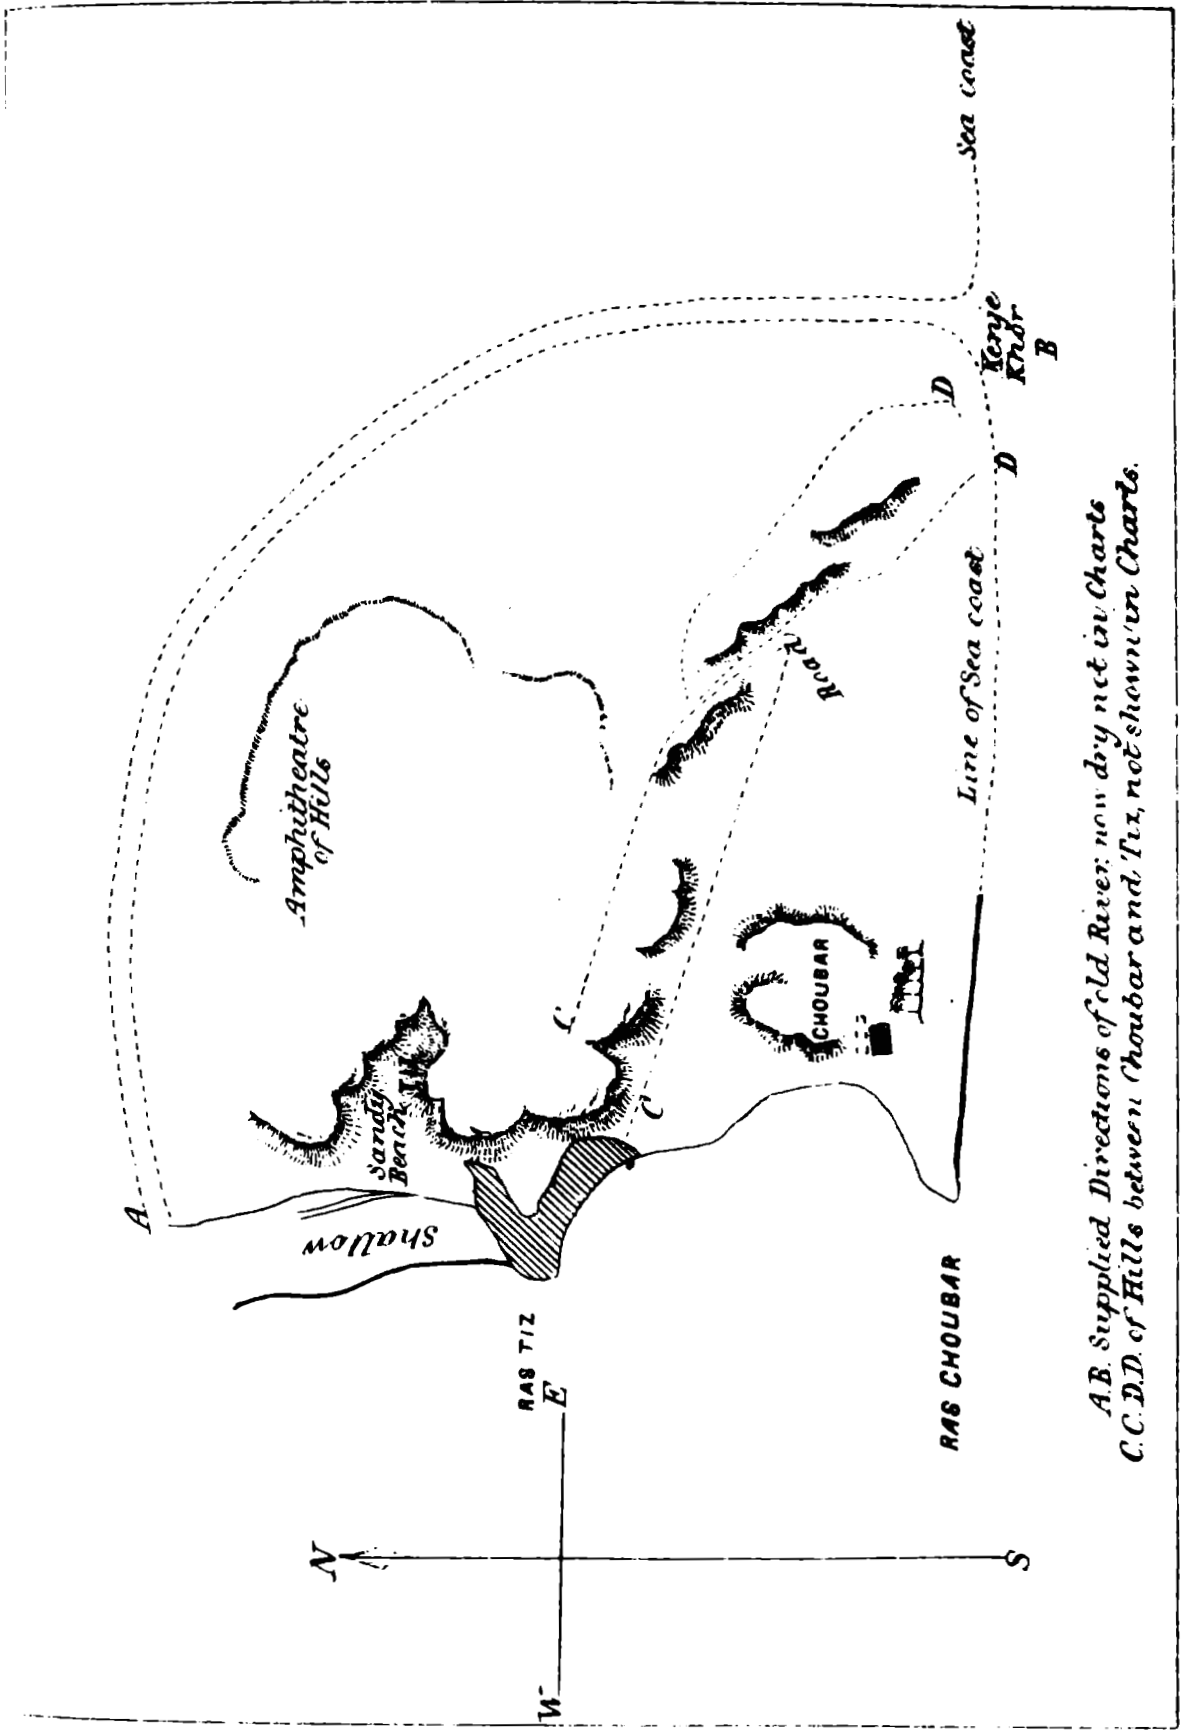 A
Amphitheatre
of Hills
Sandy
Beach
Shallow
C
C
Road
D
D
Kenje
Khor
B
Sea coast
Line of Sea coast
CHOUBAR
RAS TIZ
RAS CHOUBAR
N
W
E
S
A.B. Supplied Directions of old River, now dry not in Charts
C.C. D.D. of Hills between Choubar and Tiz, not shown in Charts.